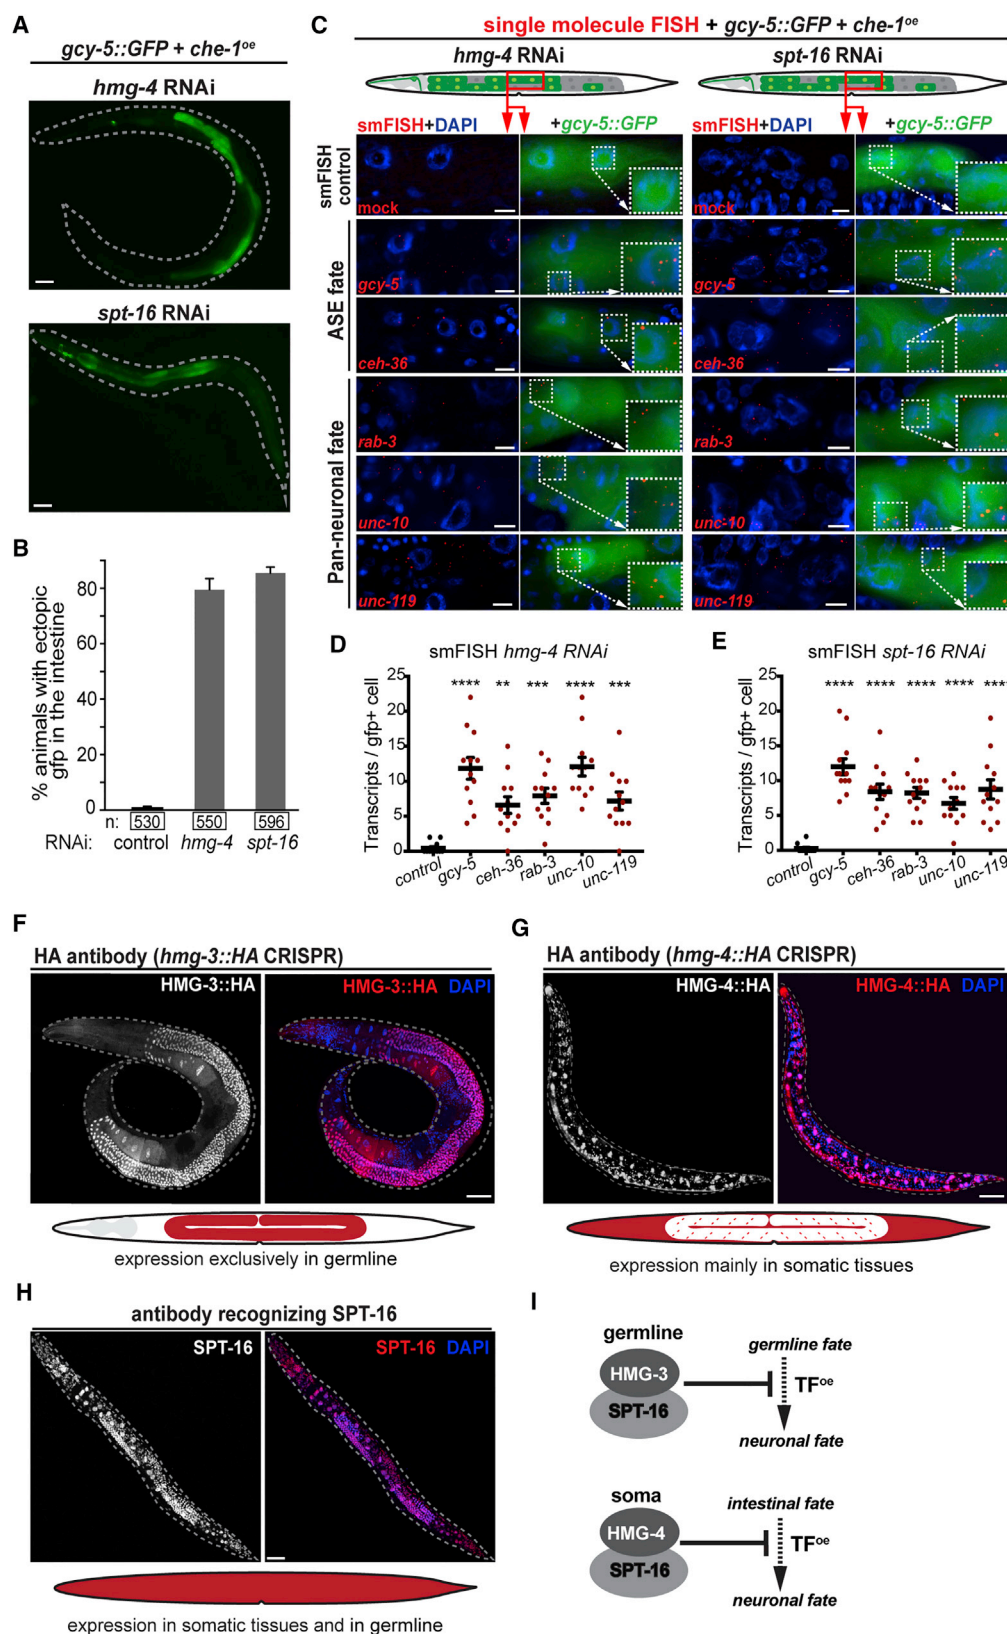 A
gcy-5::GFP + che-1oe
hmg-4 RNAi
spt-16 RNAi
B
% animals with ectopic
gfp in the intestine
80
60
40
20
0
n: 530 550 596
RNAi: control hmg-4 spt-16
C
single molecule FISH + gcy-5::GFP + che-1oe
hmg-4 RNAi
spt-16 RNAi
smFISH+DAPI
+gcy-5::GFP
smFISH+DAPI
+gcy-5::GFP
smFISH
control
mock
mock
ASE fate
gcy-5
gcy-5
ceh-36
ceh-36
Pan-neuronal fate
rab-3
rab-3
unc-10
unc-10
unc-119
unc-119
D
smFISH hmg-4 RNAi
Transcripts / gfp+ cell
25
20
15
10
5
0
**** ** *** **** ***
control gcy-5 ceh-36 rab-3 unc-10 unc-119
E
smFISH spt-16 RNAi
Transcripts / gfp+ cell
25
20
15
10
5
0
**** **** **** **** ****
control gcy-5 ceh-36 rab-3 unc-10 unc-119
F
HA antibody (hmg-3::HA CRISPR)
HMG-3::HA
HMG-3::HA DAPI
expression exclusively in germline
G
HA antibody (hmg-4::HA CRISPR)
HMG-4::HA
HMG-4::HA DAPI
expression mainly in somatic tissues
H
antibody recognizing SPT-16
SPT-16
SPT-16 DAPI
expression in somatic tissues and in germline
I
germline
HMG-3
SPT-16
germline fate
TFoe
neuronal fate
soma
HMG-4
SPT-16
intestinal fate
TFoe
neuronal fate